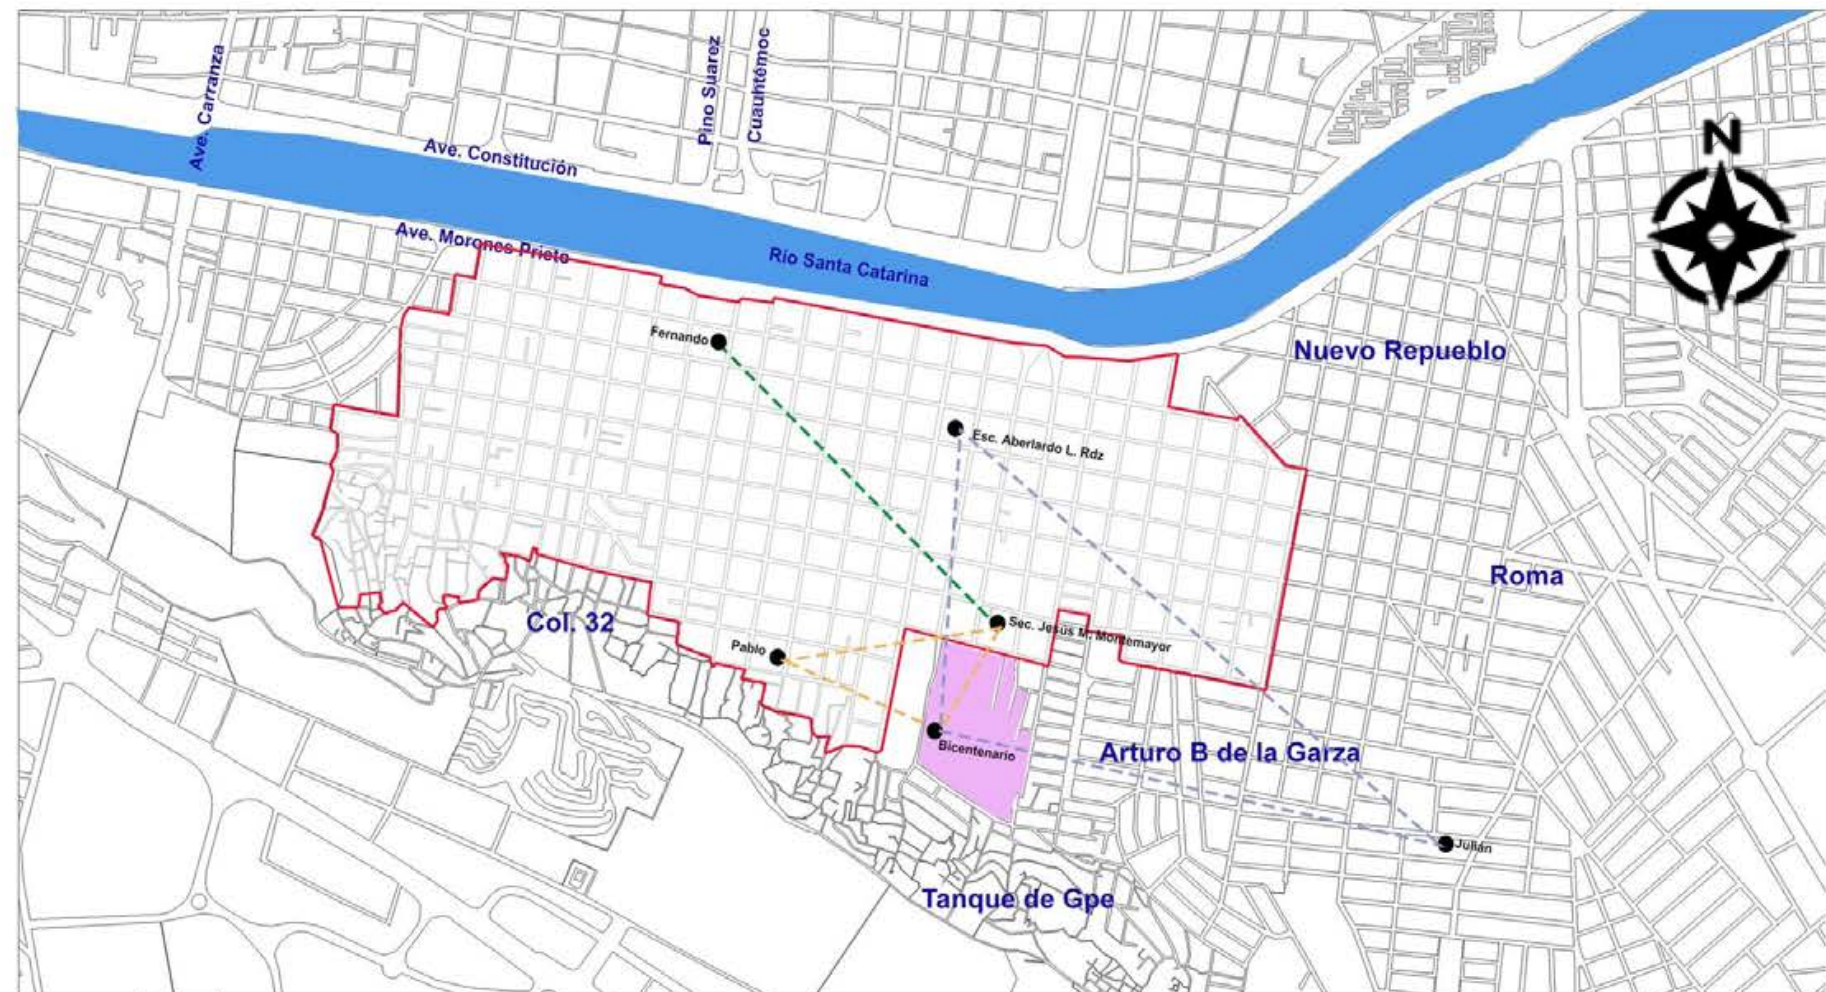 Ave. Carranza
Pino Suarez
Cuauhtémoc
N
Ave. Constitución
Ave. Morones Prieto
Río Santa Catarina
Fernando
Nuevo Repueblo
Esc. Aberlardo L. Rdz
Roma
Col. 32
Sec. Jesús M. Montemayor
Pablo
Bicentenario
Arturo B de la Garza
Julián
Tanque de Gpe